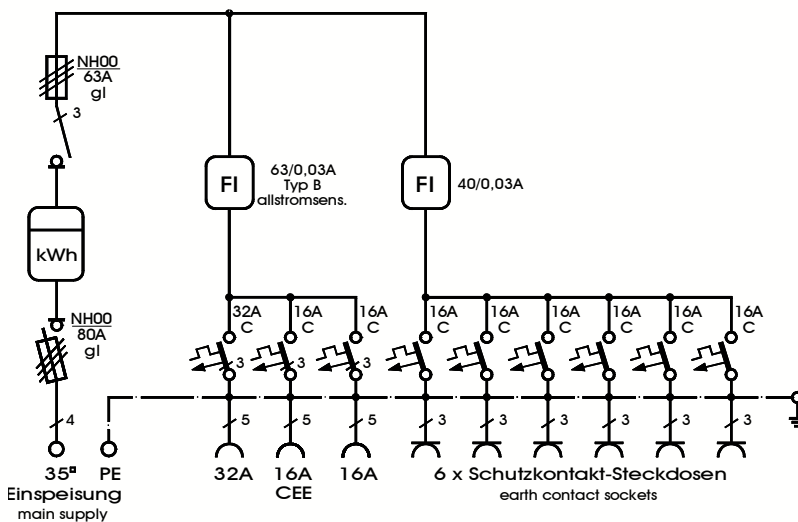 NH00
63A
gl
3
FI
63/0,03A
Typ B
allstromsens.
FI
40/0,03A
kWh
NH00
80A
gl
32A
C
16A
C
16A
C
16A
C
16A
C
16A
C
16A
C
16A
C
16A
C
3
3
3
4
5
5
5
3
3
3
3
3
3
35▫ PE
Einspeisung
main supply
32A
16A
CEE
16A
6 x Schutzkontakt-Steckdosen
earth contact sockets